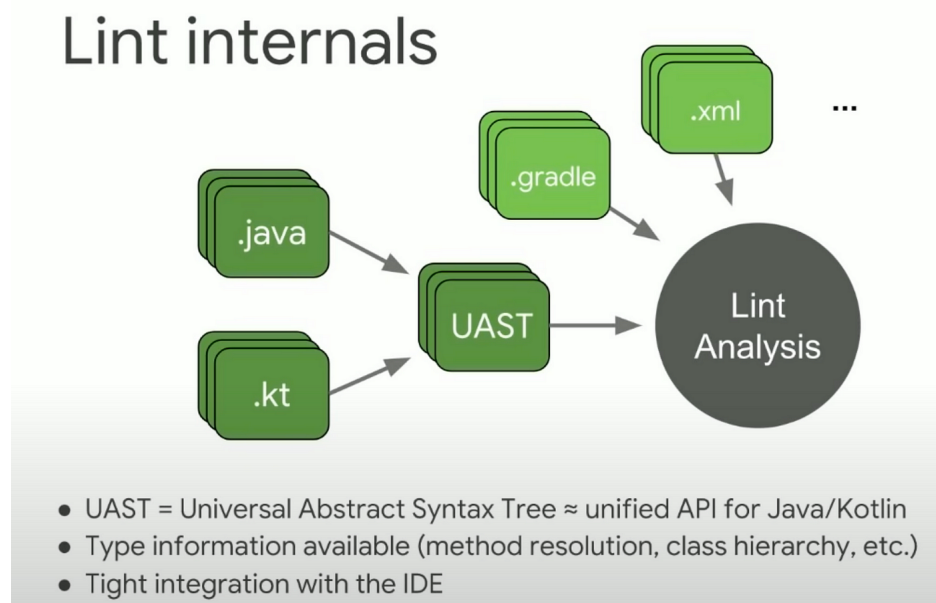 Lint internals
.xml
...
.gradle
.java
UAST
Lint
Analysis
.kt
● UAST = Universal Abstract Syntax Tree ≈ unified API for Java/Kotlin
● Type information available (method resolution, class hierarchy, etc.)
● Tight integration with the IDE